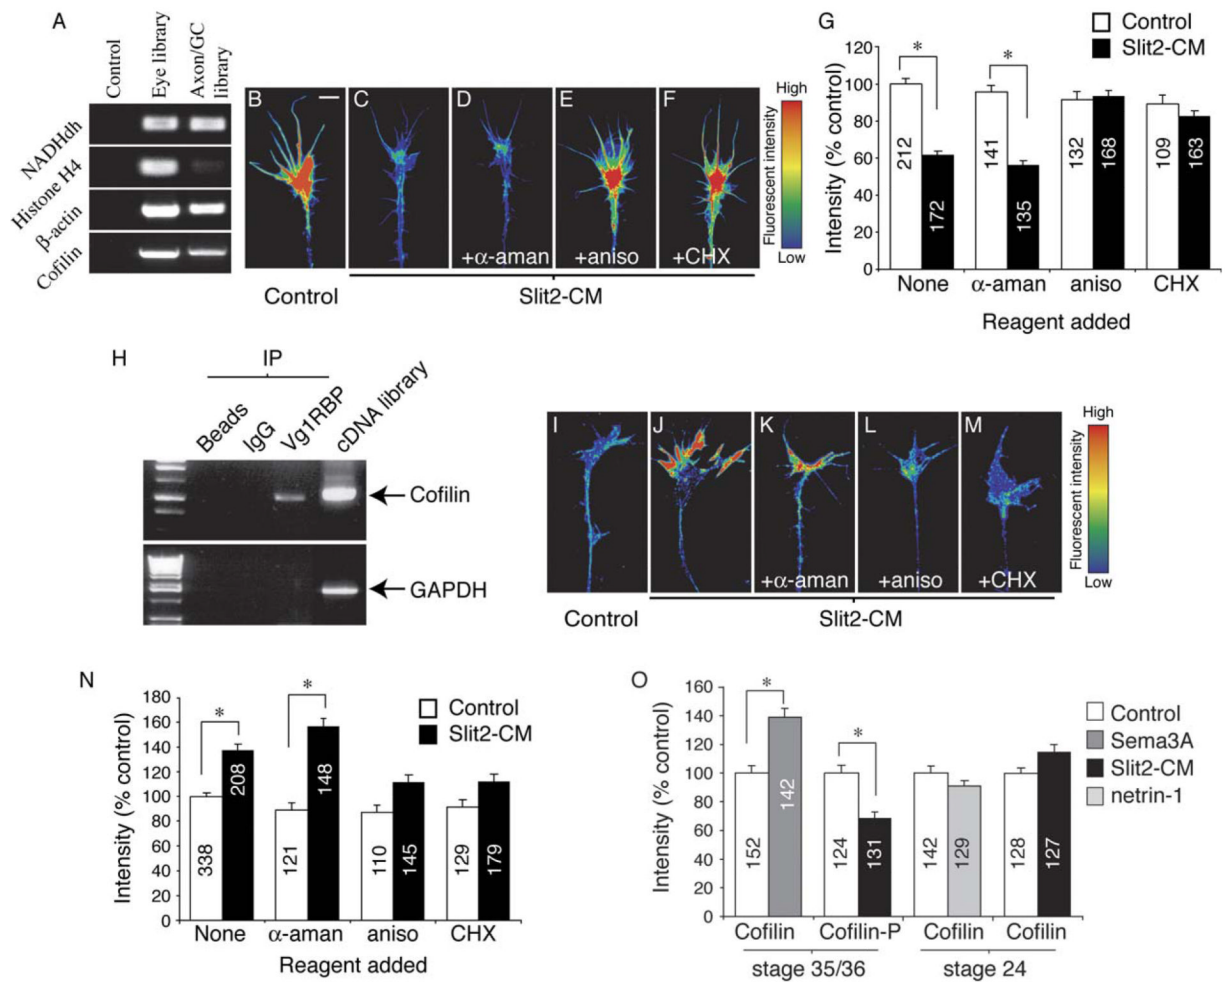 A
Control
Eye library
Axon/GC
library
NADHdh
Histone H4
β-actin
Cofilin
B
C
D
E
F
+α-aman
+aniso
+CHX
Control
Slit2-CM
High
Fluorescent intensity
Low
G
Control
Slit2-CM
Intensity (% control)
120
100
80
60
40
20
0
*
*
212
172
141
135
132
168
109
163
None
α-aman
aniso
CHX
Reagent added
H
IP
Beads
IgG
Vg1RBP
cDNA library
Cofilin
GAPDH
I
J
K
L
M
+α-aman
+aniso
+CHX
Control
Slit2-CM
High
Fluorescent intensity
Low
N
Control
Slit2-CM
Intensity (% control)
180
160
140
120
100
80
60
40
20
0
*
*
338
208
121
148
110
145
129
179
None
α-aman
aniso
CHX
Reagent added
O
Control
Sema3A
Slit2-CM
netrin-1
Intensity (% control)
160
140
120
100
80
60
40
20
0
*
*
152
142
124
131
142
129
128
127
Cofilin
Cofilin-P
Cofilin
Cofilin
stage 35/36
stage 24